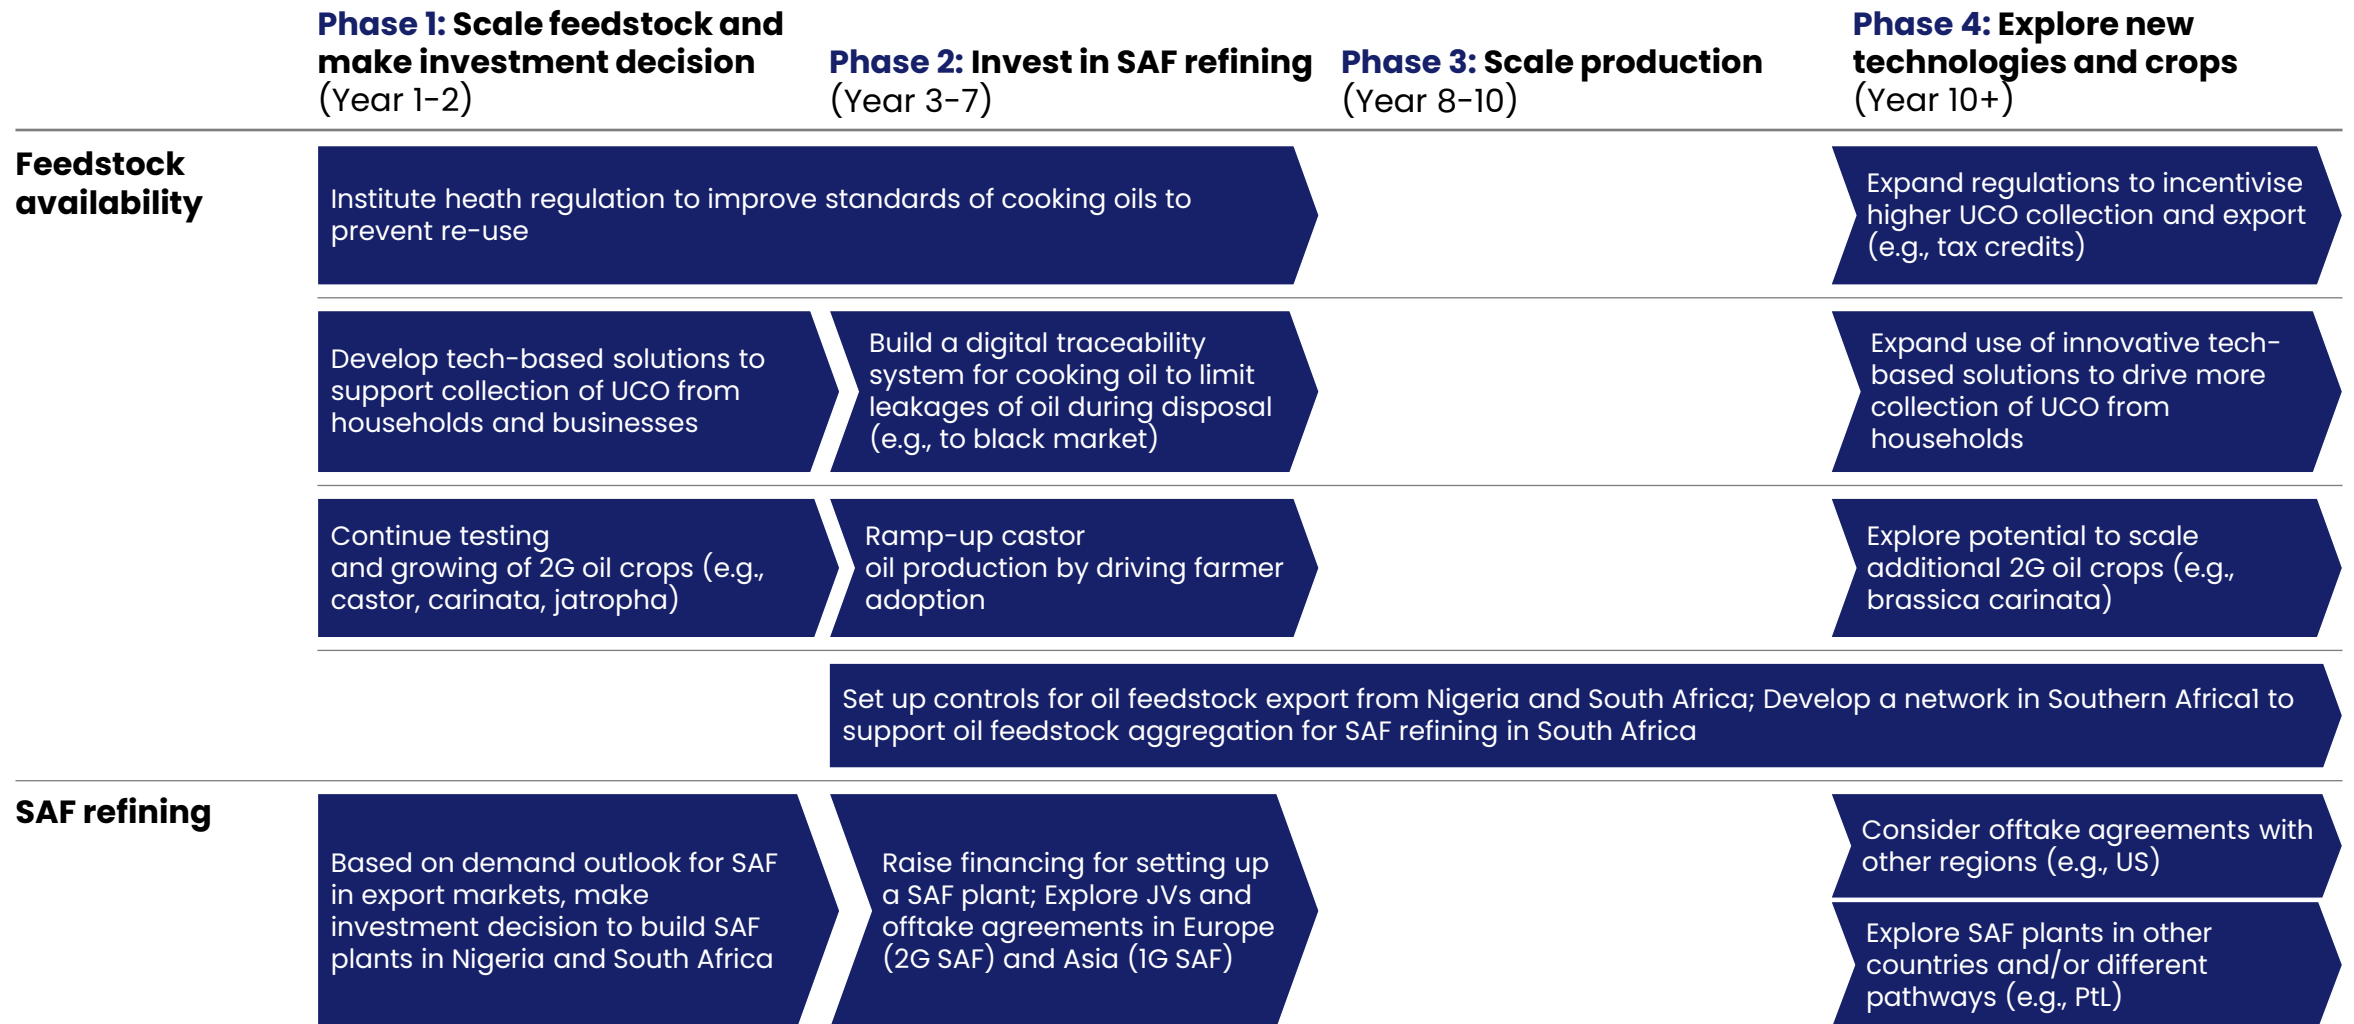 Phase 1: Scale feedstock and
make investment decision
(Year 1-2)
Phase 2: Invest in SAF refining
(Year 3-7)
Phase 3: Scale production
(Year 8-10)
Phase 4: Explore new
technologies and crops
(Year 10+)
Feedstock
availability
Institute heath regulation to improve standards of cooking oils to
prevent re-use
Expand regulations to incentivise
higher UCO collection and export
(e.g., tax credits)
Develop tech-based solutions to
support collection of UCO from
households and businesses
Build a digital traceability
system for cooking oil to limit
leakages of oil during disposal
(e.g., to black market)
Expand use of innovative tech-
based solutions to drive more
collection of UCO from
households
Continue testing
and growing of 2G oil crops (e.g.,
castor, carinata, jatropha)
Ramp-up castor
oil production by driving farmer
adoption
Explore potential to scale
additional 2G oil crops (e.g.,
brassica carinata)
Set up controls for oil feedstock export from Nigeria and South Africa; Develop a network in Southern Africa1 to
support oil feedstock aggregation for SAF refining in South Africa
SAF refining
Based on demand outlook for SAF
in export markets, make
investment decision to build SAF
plants in Nigeria and South Africa
Raise financing for setting up
a SAF plant; Explore JVs and
offtake agreements in Europe
(2G SAF) and Asia (1G SAF)
Consider offtake agreements with
other regions (e.g., US)
Explore SAF plants in other
countries and/or different
pathways (e.g., PtL)